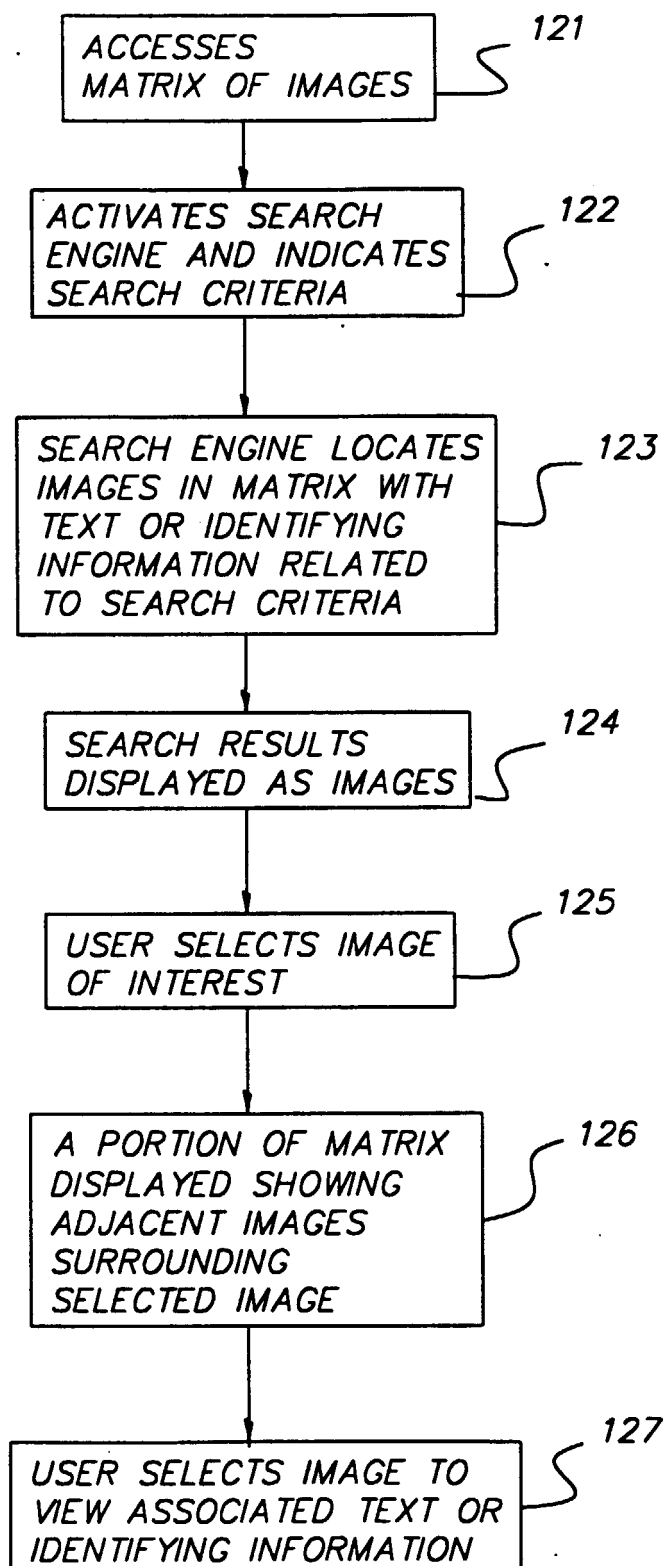 ACCESSES
MATRIX OF IMAGES
121
ACTIVATES SEARCH
ENGINE AND INDICATES
SEARCH CRITERIA
122
SEARCH ENGINE LOCATES
IMAGES IN MATRIX WITH
TEXT OR IDENTIFYING
INFORMATION RELATED
TO SEARCH CRITERIA
123
SEARCH RESULTS
DISPLAYED AS IMAGES
124
USER SELECTS IMAGE
OF INTEREST
125
A PORTION OF MATRIX
DISPLAYED SHOWING
ADJACENT IMAGES
SURROUNDING
SELECTED IMAGE
126
USER SELECTS IMAGE TO
VIEW ASSOCIATED TEXT OR
IDENTIFYING INFORMATION
127